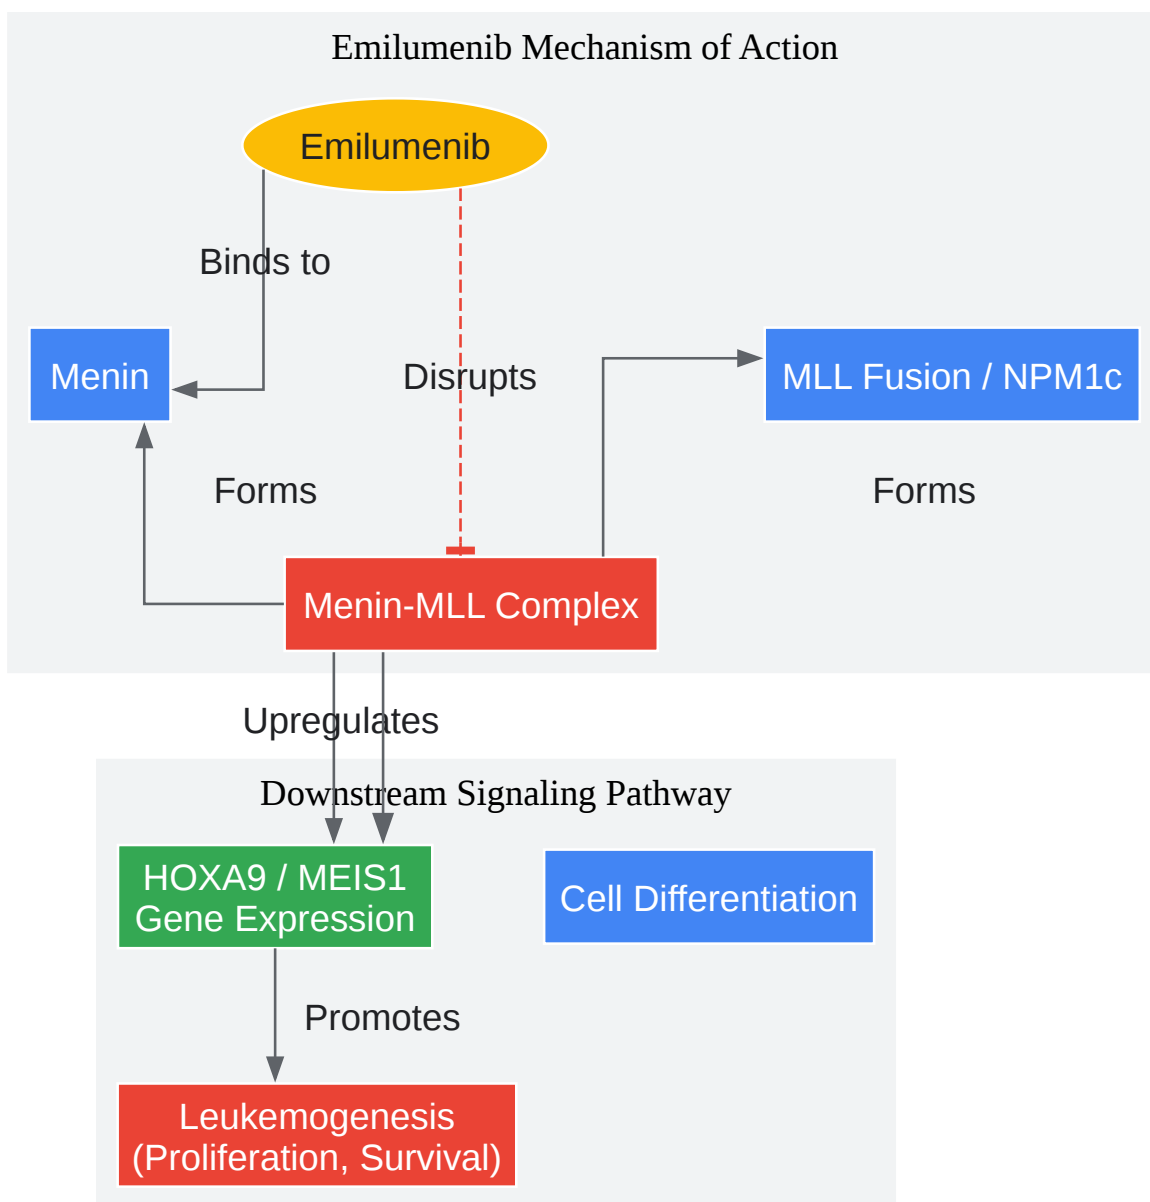 Emilumenib Mechanism of Action
Emilumenib
Binds to
Menin
Disrupts
MLL Fusion / NPM1c
Forms
Forms
Menin-MLL Complex
Upregulates
Downstream Signaling Pathway
HOXA9 / MEIS1
Gene Expression
Cell Differentiation
Promotes
Leukemogenesis
(Proliferation, Survival)